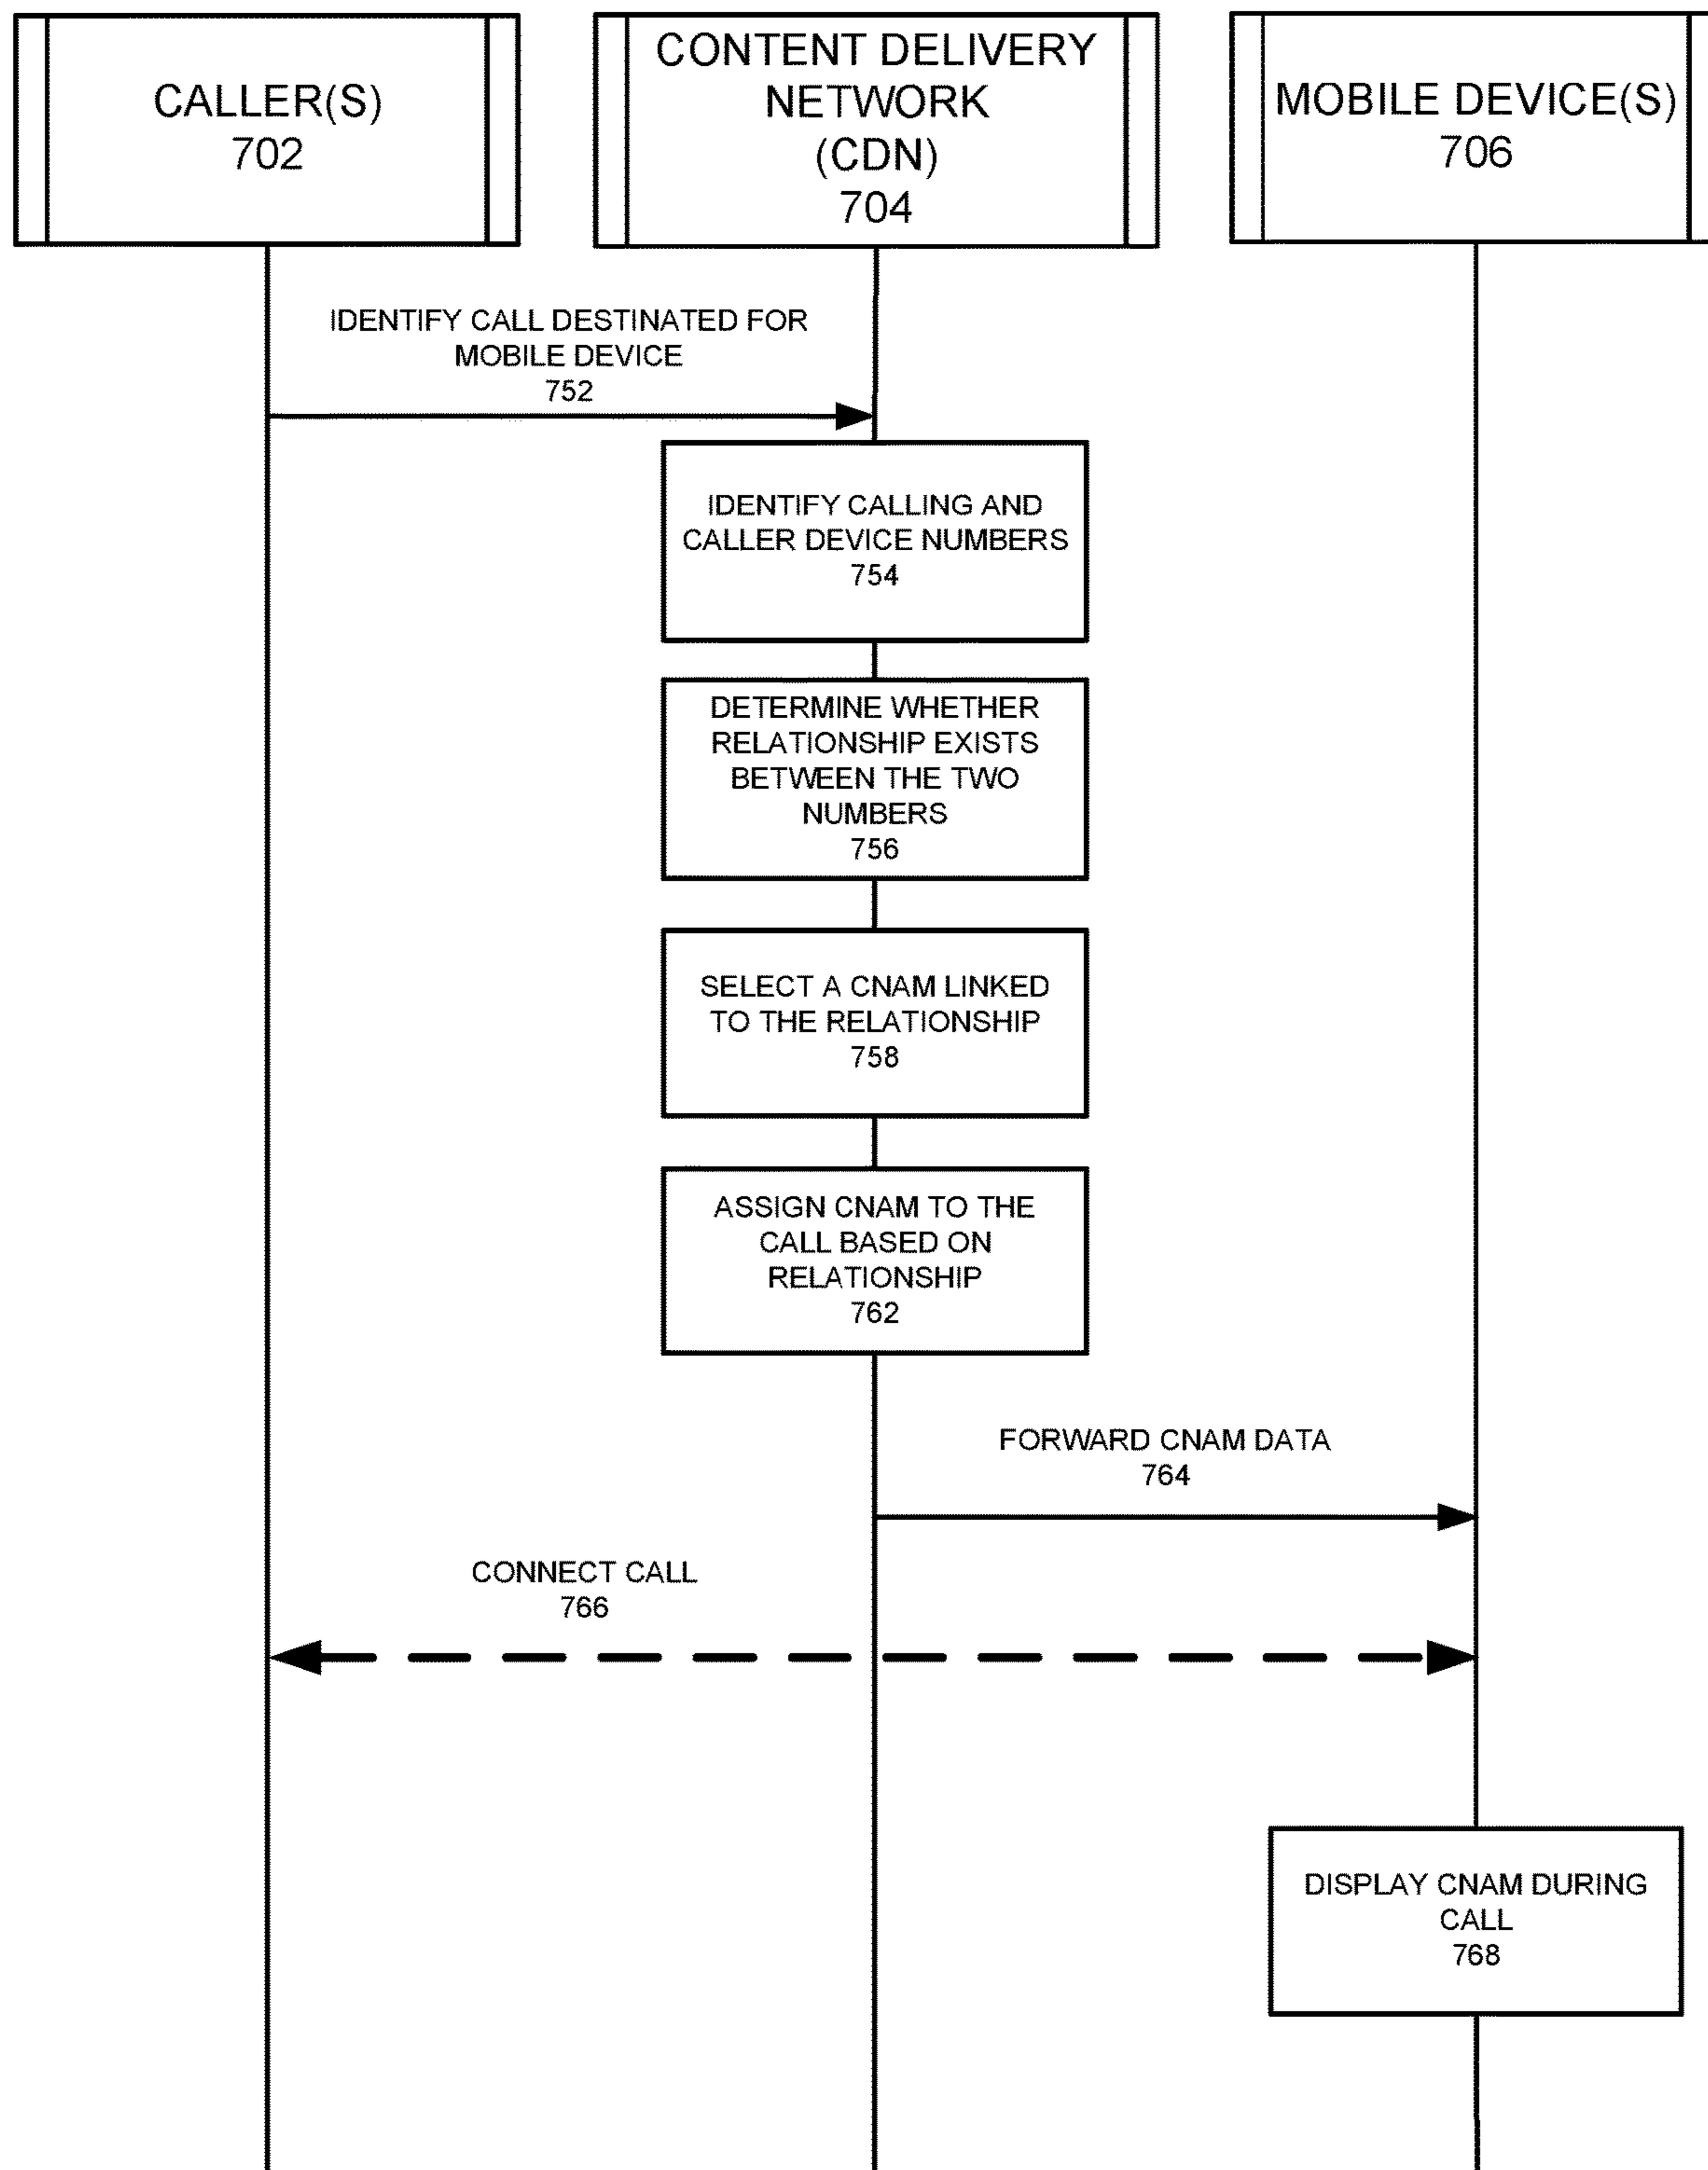 CALLER(S)
702
CONTENT DELIVERY
NETWORK
(CDN)
704
MOBILE DEVICE(S)
706
IDENTIFY CALL DESTINATED FOR
MOBILE DEVICE
752
IDENTIFY CALLING AND
CALLER DEVICE NUMBERS
754
DETERMINE WHETHER
RELATIONSHIP EXISTS
BETWEEN THE TWO
NUMBERS
756
SELECT A CNAM LINKED
TO THE RELATIONSHIP
758
ASSIGN CNAM TO THE
CALL BASED ON
RELATIONSHIP
762
FORWARD CNAM DATA
764
CONNECT CALL
766
DISPLAY CNAM DURING
CALL
768